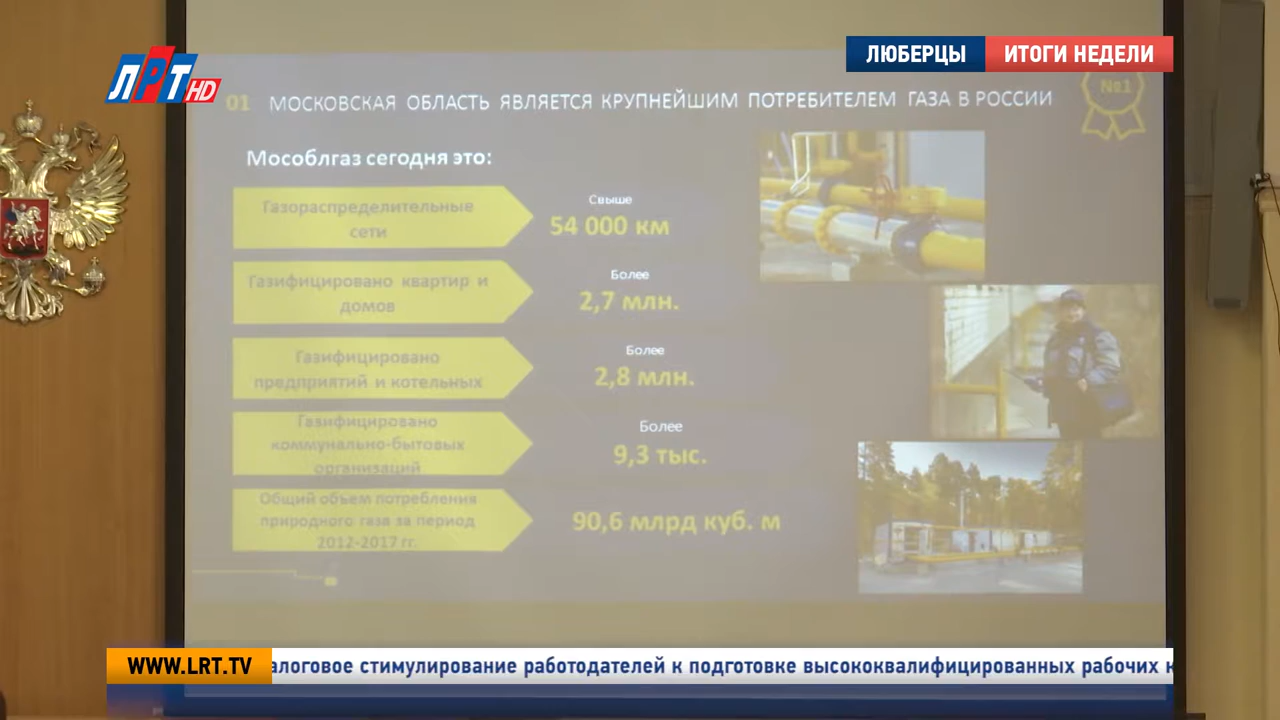 ЛРТHD
ЛЮБЕРЦЫ ИТОГИ НЕДЕЛИ
№1
01 МОСКОВСКАЯ ОБЛАСТЬ ЯВЛЯЕТСЯ КРУПНЕЙШИМ ПОТРЕБИТЕЛЕМ ГАЗА В РОССИИ
Мособлгаз сегодня это:
Газораспределительные
сети
Свыше
54 000 км
Газифицировано квартир и
домов
Более
2,7 млн.
Газифицировано
предприятий и котельных
Более
2,8 млн.
Газифицировано
коммунально-бытовых
организаций
Более
9,3 тыс.
Общий объем потребления
природного газа за период
2012-2017 гг.
90,6 млрд куб. м
WWW.LRT.TV алоговое стимулирование работодателей к подготовке высококвалифицированных рабочих к